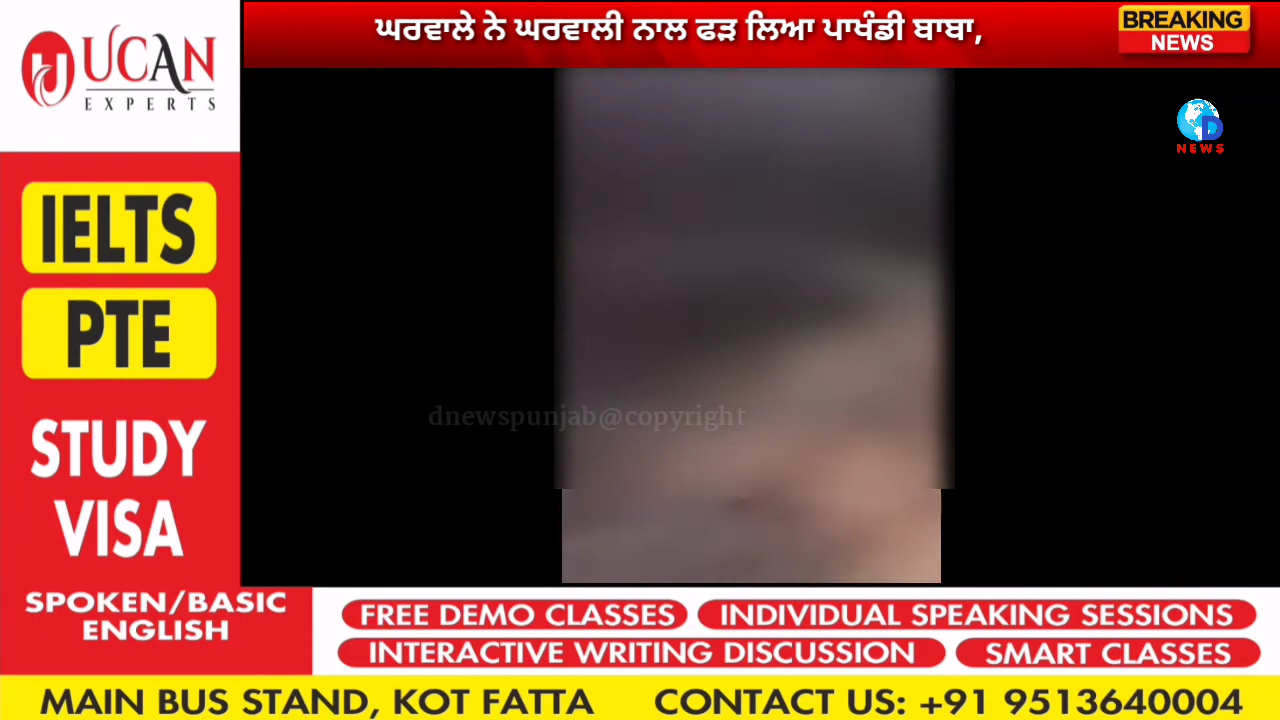 ਘਰਵਾਲੇ ਨੇ ਘਰਵਾਲੀ ਨਾਲ ਫੜ ਲਿਆ ਪਾਖੰਡੀ ਬਾਬਾ,
BREAKING
NEWS
UCAN
EXPERTS
D
NEWS
IELTS
PTE
STUDY
VISA
dnewspunjab@copyright
SPOKEN/BASIC
ENGLISH
FREE DEMO CLASSES
INDIVIDUAL SPEAKING SESSIONS
INTERACTIVE WRITING DISCUSSION
SMART CLASSES
MAIN BUS STAND, KOT FATTA
CONTACT US: +91 9513640004